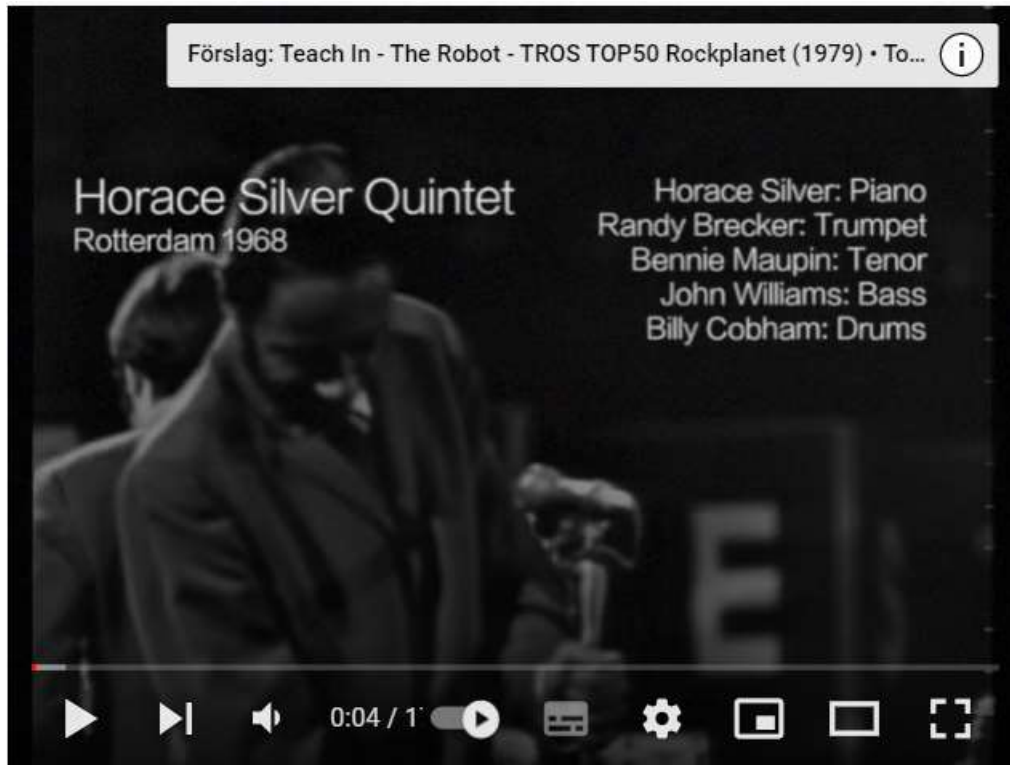 Förslag: Teach In - The Robot - TROS TOP50 Rockplanet (1979) • To...
Horace Silver Quintet
Rotterdam 1968
Horace Silver: Piano
Randy Brecker: Trumpet
Bennie Maupin: Tenor
John Williams: Bass
Billy Cobham: Drums
E
0:04 / 1